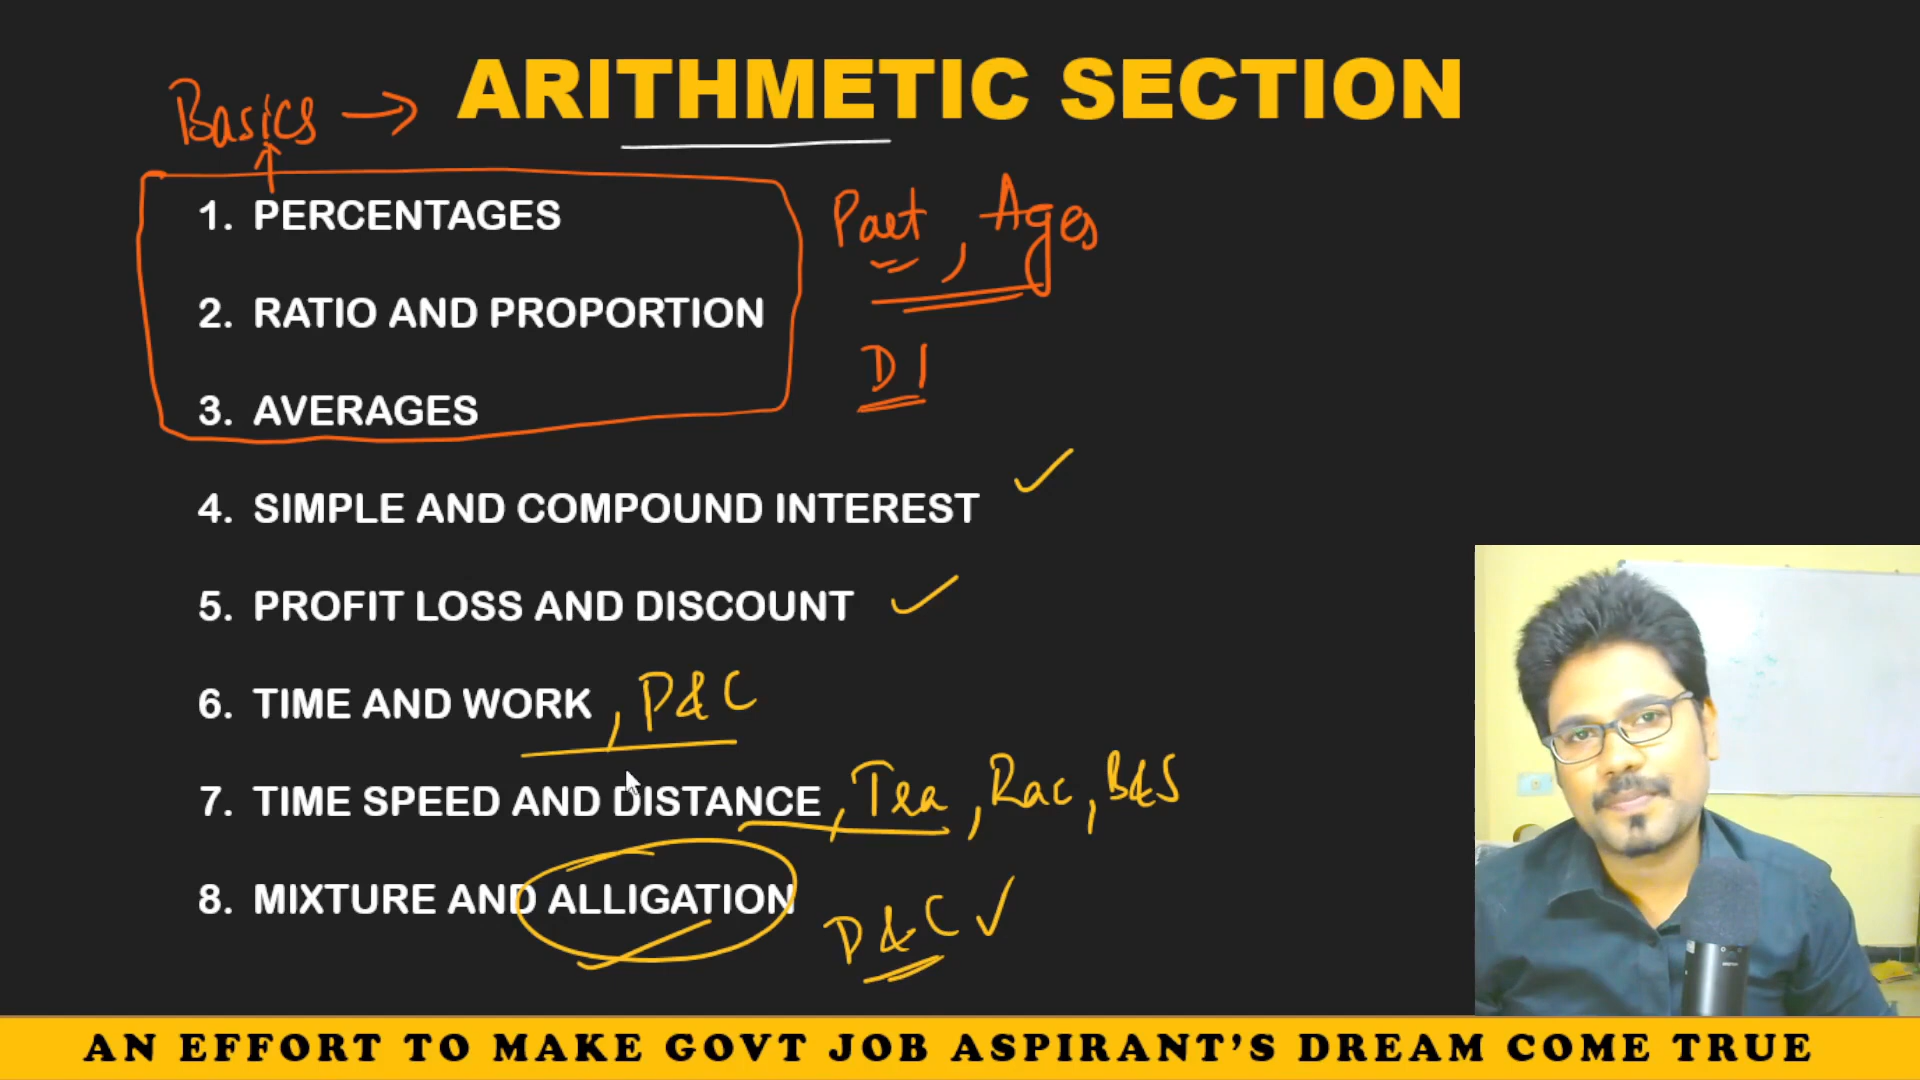 Basics → ARITHMETIC SECTION
1. PERCENTAGES
Part, Ages
2. RATIO AND PROPORTION
DI
3. AVERAGES
4. SIMPLE AND COMPOUND INTEREST ✓
5. PROFIT LOSS AND DISCOUNT ✓
6. TIME AND WORK , P&C
7. TIME SPEED AND DISTANCE , Tra , Rac , B&S
8. MIXTURE AND ALLIGATION
P&C ✓
AN EFFORT TO MAKE GOVT JOB ASPIRANT'S DREAM COME TRUE